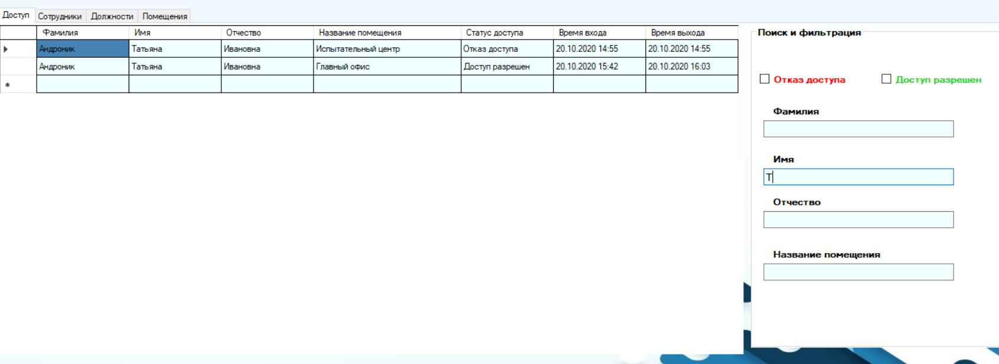 Доступ Сотрудники Должности Помещения
Фамилия Имя Отчество Название помещения Статус доступа Время входа Время выхода
Андроник Татьяна Ивановна Испытательный центр Отказ доступа 20.10.2020 14:55 20.10.2020 14:55
Андроник Татьяна Ивановна Главный офис Доступ разрешен 20.10.2020 15:42 20.10.2020 16:03
Поиск и фильтрация
Отказ доступа Доступ разрешен
Фамилия
Имя
Т
Отчество
Название помещения